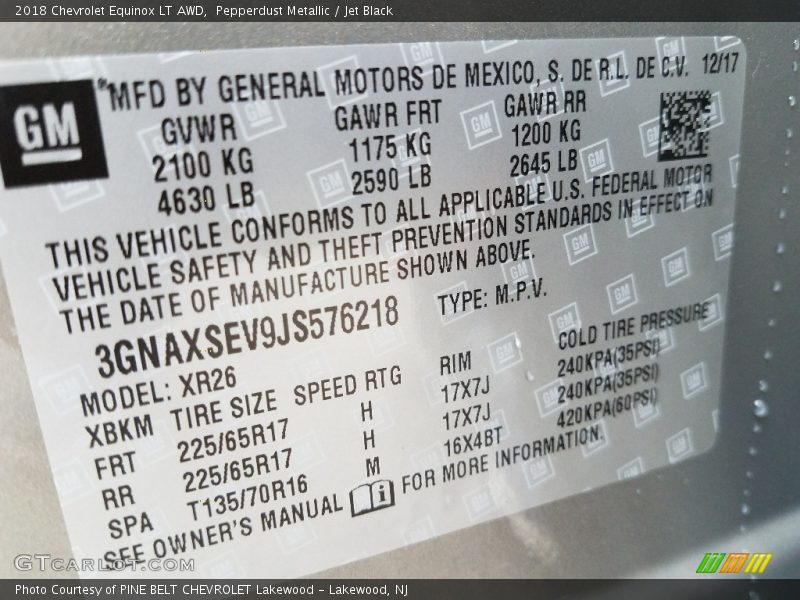 2018 Chevrolet Equinox LT AWD, Pepperdust Metallic / Jet Black
GM
®MFD BY GENERAL MOTORS DE MEXICO, S. DE R.L. DE C.V. 12/17
GVWR GAWR FRT GAWR RR
2100 KG 1175 KG 1200 KG
4630 LB 2590 LB 2645 LB
THIS VEHICLE CONFORMS TO ALL APPLICABLE U.S. FEDERAL MOTOR
VEHICLE SAFETY AND THEFT PREVENTION STANDARDS IN EFFECT ON
THE DATE OF MANUFACTURE SHOWN ABOVE.
3GNAXSEV9JS576218 TYPE: M.P.V.
MODEL: XR26
XBKM TIRE SIZE SPEED RTG RIM COLD TIRE PRESSURE
FRT 225/65R17 H 17X7J 240KPA(35PSI)
RR 225/65R17 H 17X7J 240KPA(35PSI)
SPA T135/70R16 M 16X4BT 420KPA(60PSI)
SEE OWNER'S MANUAL FOR MORE INFORMATION.
GTCarLot.com
Photo Courtesy of PINE BELT CHEVROLET Lakewood - Lakewood, NJ